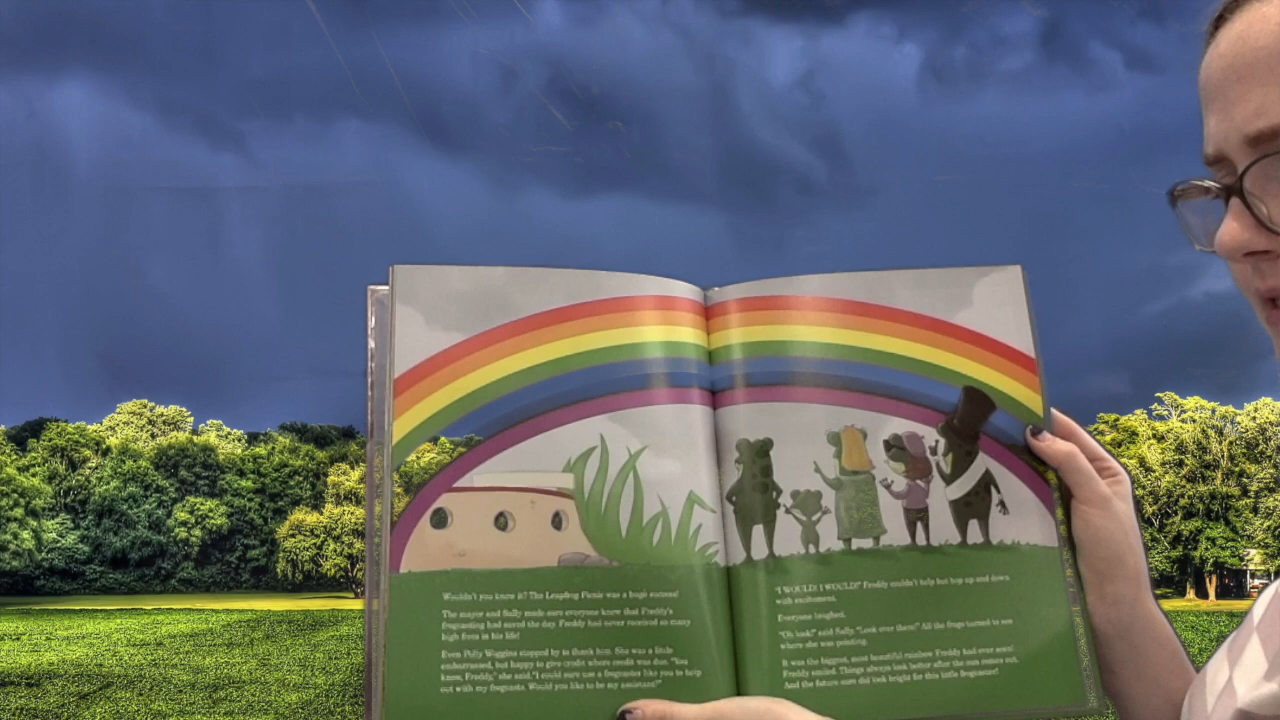 Wouldn't you know it? The Leapfrog Picnic was a huge success!
The mayor and Sally made sure everyone knew that Freddy's
frogcasting had saved the day. Freddy had never received so many
high fives in his life!
Even Polly Woggins stopped by to thank him. She was a little
embarrassed, but happy to give credit where credit was due. "You
know, Freddy," she said, "I could sure use a frogcaster like you to help
out with my frogcasts. Would you like to be my assistant?"
"I WOULD! I WOULD!" Freddy couldn't help but hop up and down
with excitement.
Everyone laughed.
"Oh look!" said Sally. "Look over there!" All the frogs turned to see
where she was pointing.
It was the biggest, most beautiful rainbow Freddy had ever seen!
Freddy smiled. Things always look better after the sun comes out.
And the future sure did look bright for this little frogcaster!